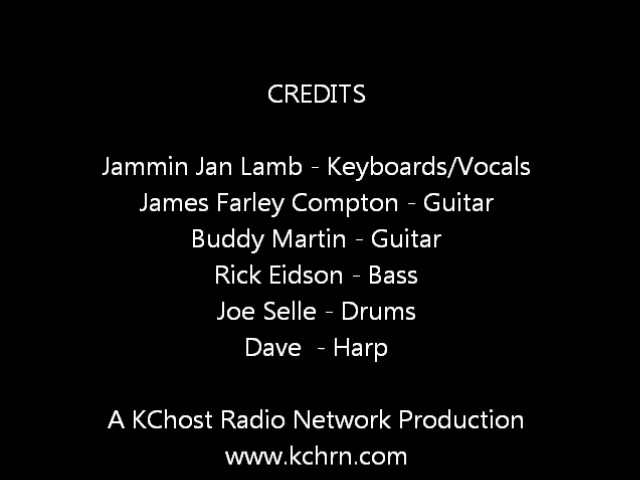 CREDITS
Jammin Jan Lamb - Keyboards/Vocals
James Farley Compton - Guitar
Buddy Martin - Guitar
Rick Eidson - Bass
Joe Selle - Drums
Dave  - Harp
A KChost Radio Network Production
www.kchrn.com